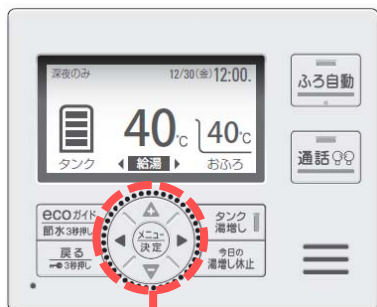 深夜のみ 12/30(金)12:00.
ふろ自動
40℃ 40℃
タンク 給湯 おふろ
通話
ecoガイド
節水3秒押し
タンク
湯増し
メニュー
決定
戻る
3秒押し
今日の
湯増し休止